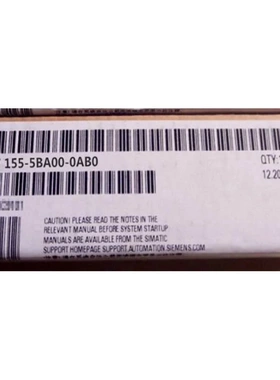 155-5BA00-0AB0
QTY:
12.20
CAUTION! PLEASE READ THE NOTES IN THE
RELEVANT MANUAL BEFORE SYSTEM STARTUP
MANUALS ARE AVAILABLE FROM THE SIMATIC
SUPPORT HOMEPAGE SUPPORT.AUTOMATION.SIEMENS.COM/